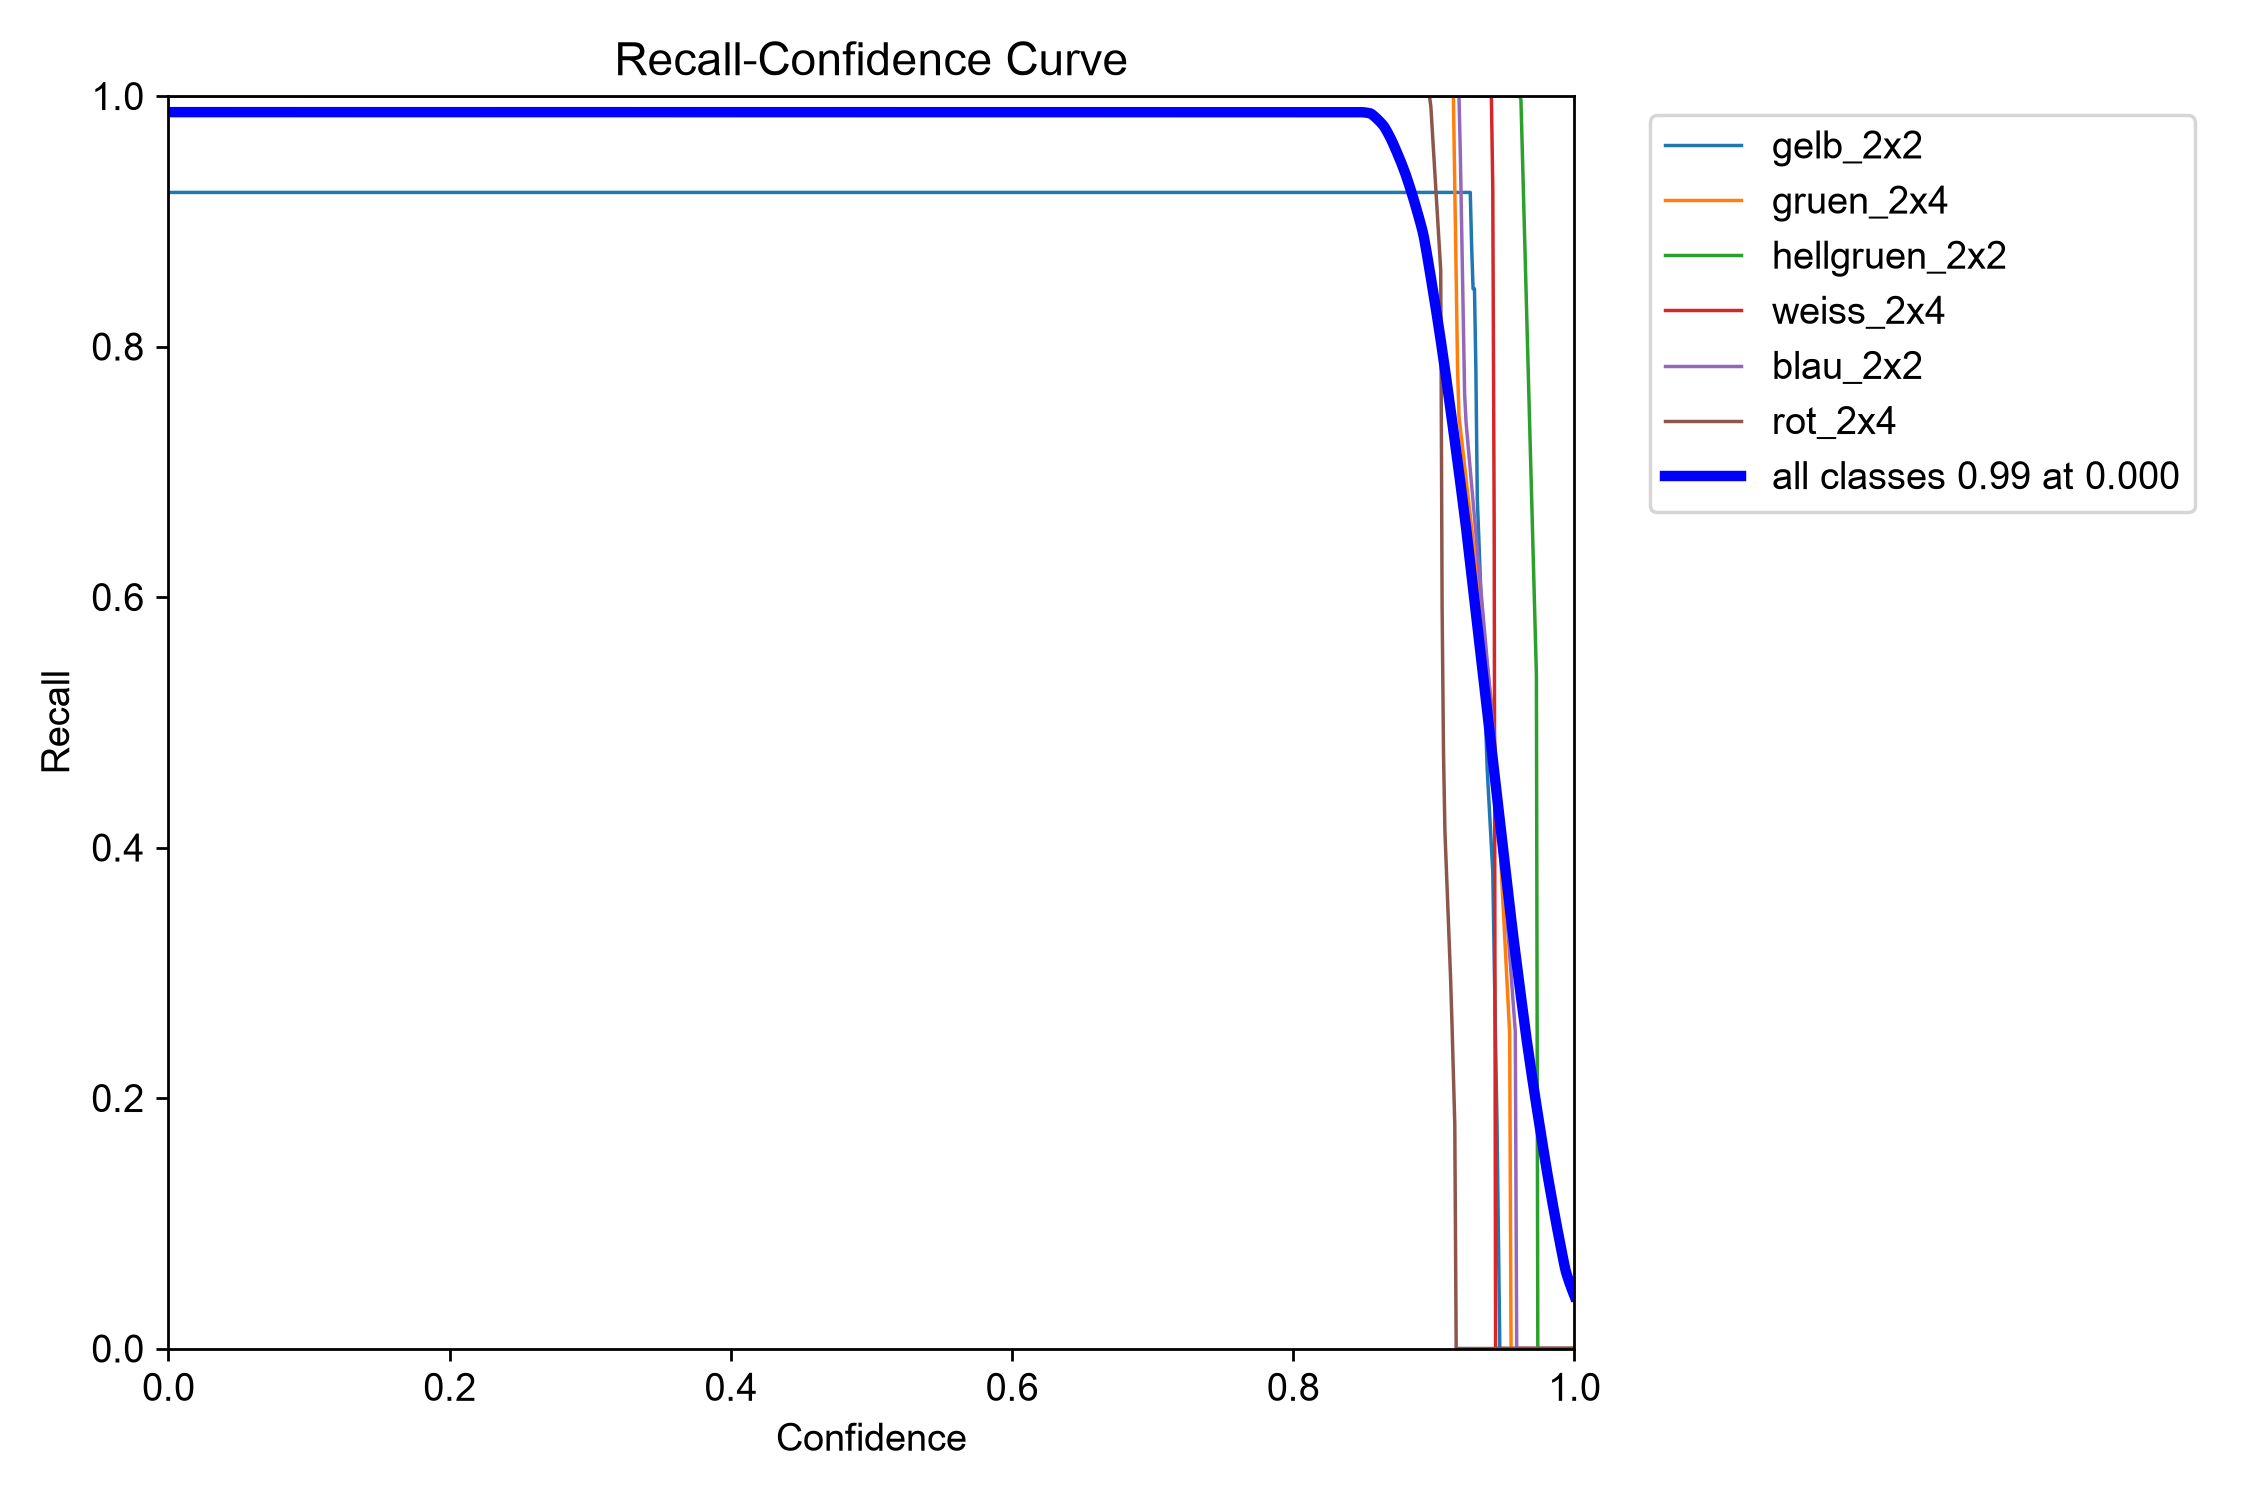 Recall-Confidence Curve
1.0
0.8
0.6
0.4
0.2
0.0
Recall
0.0 0.2 0.4 0.6 0.8 1.0
Confidence
gelb_2x2
gruen_2x4
hellgruen_2x2
weiss_2x4
blau_2x2
rot_2x4
all classes 0.99 at 0.000